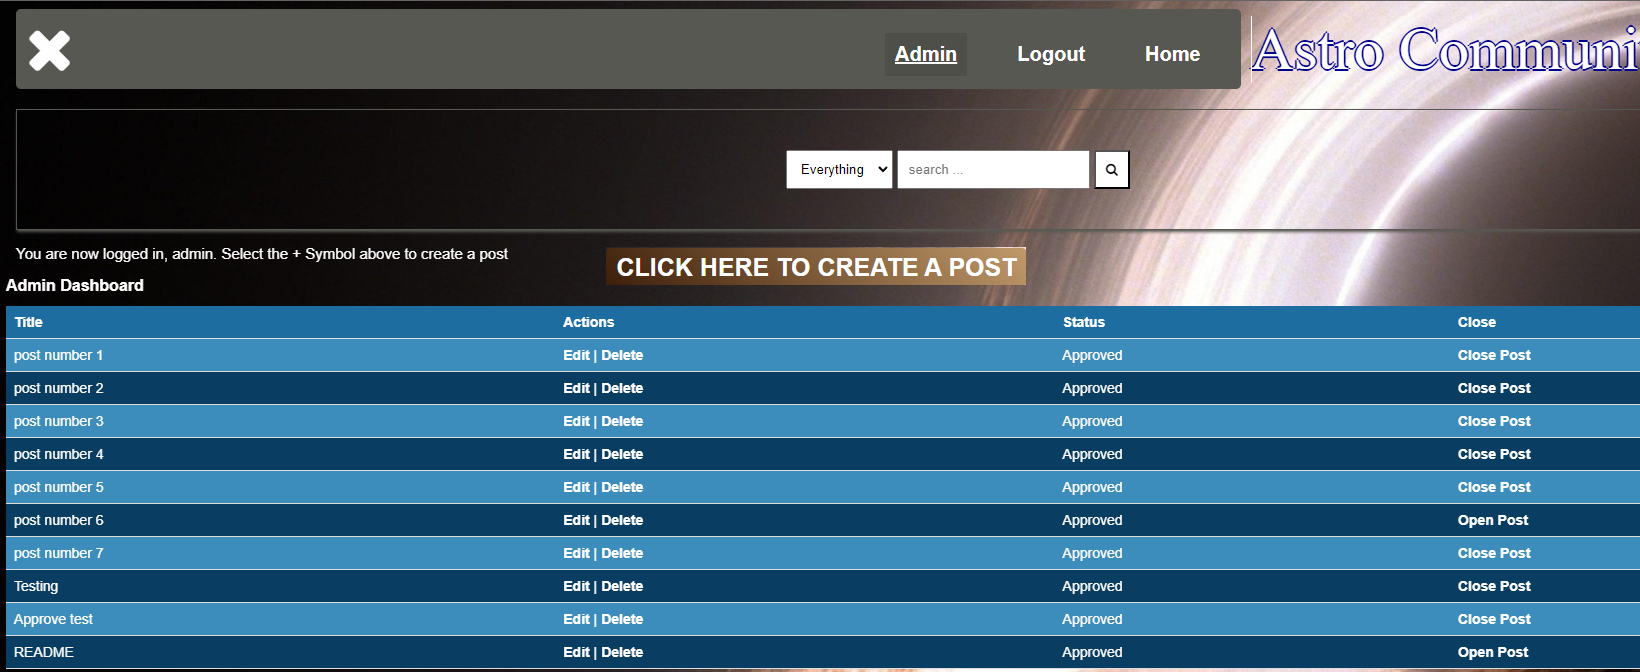 Admin Logout Home
Astro Communi
Everything search ...
You are now logged in, admin. Select the + Symbol above to create a post
CLICK HERE TO CREATE A POST
Admin Dashboard
Title Actions Status Close
post number 1 Edit | Delete Approved Close Post
post number 2 Edit | Delete Approved Close Post
post number 3 Edit | Delete Approved Close Post
post number 4 Edit | Delete Approved Close Post
post number 5 Edit | Delete Approved Close Post
post number 6 Edit | Delete Approved Open Post
post number 7 Edit | Delete Approved Close Post
Testing Edit | Delete Approved Close Post
Approve test Edit | Delete Approved Close Post
README Edit | Delete Approved Open Post